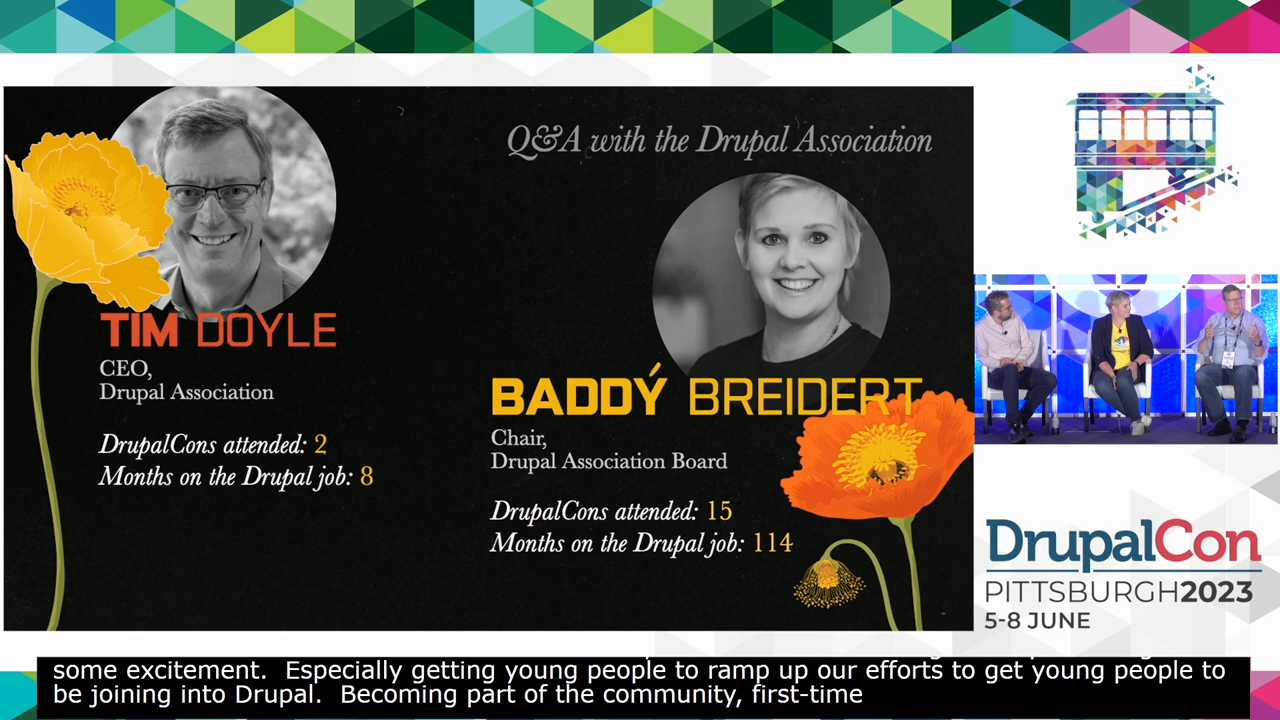 Q&A with the Drupal Association
TIM DOYLE
CEO,
Drupal Association
DrupalCons attended: 2
Months on the Drupal job: 8
BADDÝ BREIDERT
Chair,
Drupal Association Board
DrupalCons attended: 15
Months on the Drupal job: 114
DrupalCon
PITTSBURGH2023
5-8 JUNE
some excitement. Especially getting young people to ramp up our efforts to get young people to
be joining into Drupal. Becoming part of the community, first-time